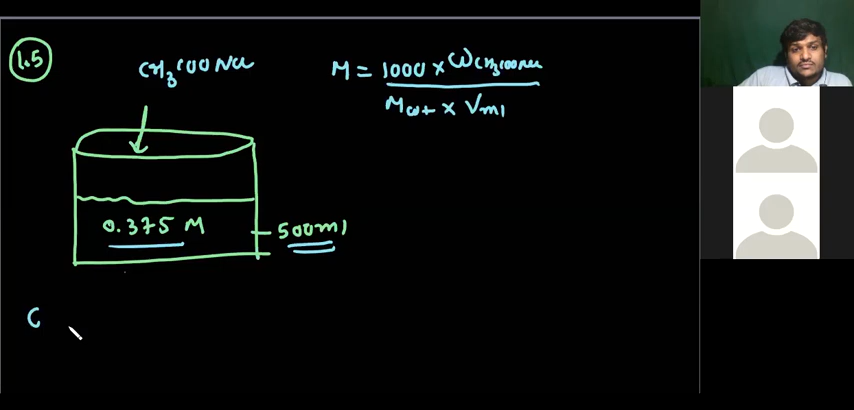 1.5
CH3COONa
M = 1000 × WCH3COONa
Mwt × Vml
0.375 M
500ml
C